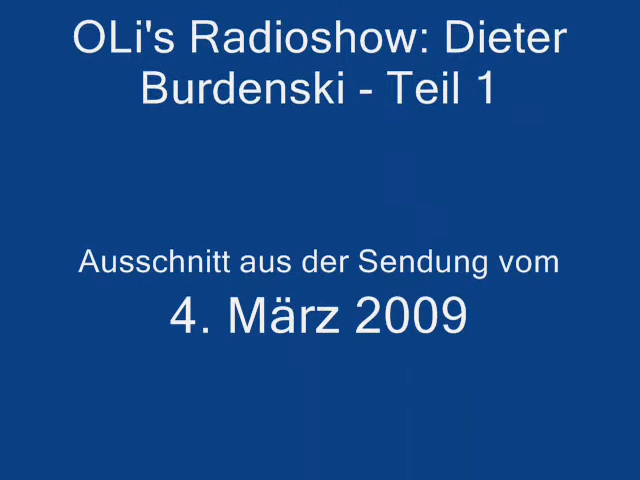 OLi's Radioshow: Dieter
Burdenski - Teil 1
Ausschnitt aus der Sendung vom
4. März 2009